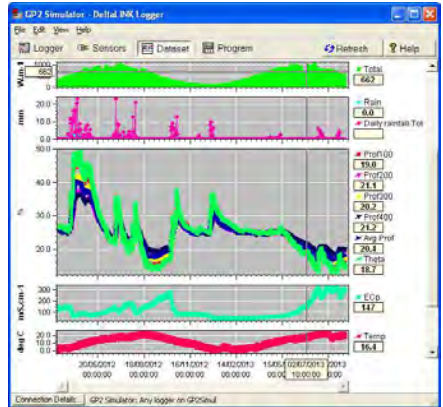 GP2 Simulator - DeltaLINK Logger
File Edit View Help
Logger Sensors Dataset Program Refresh ? Help
W.m-1
1000
662
0
Total
662
mm
20.0
10.0
0.0
Rain
0.0
Daily rainfall Tot
%
50.0
40.0
30.0
20.0
Prof100
19.0
Prof200
21.1
Prof300
20.2
Prof400
21.2
Avg Prof
20.4
Theta
18.7
mS.cm-1
300
200
100
0
ECp
147
deg C
20.0
10.0
0.0
Temp
16.4
20/06/2012 18/09/2012 16/11/2012 14/02/2013 15/05/ 02/07/2013
00:00:00 00:00:00 00:00:00 00:00:00 00:00 10:00:00
Connection Details GP2 Simulator: Any logger on GP2Simul